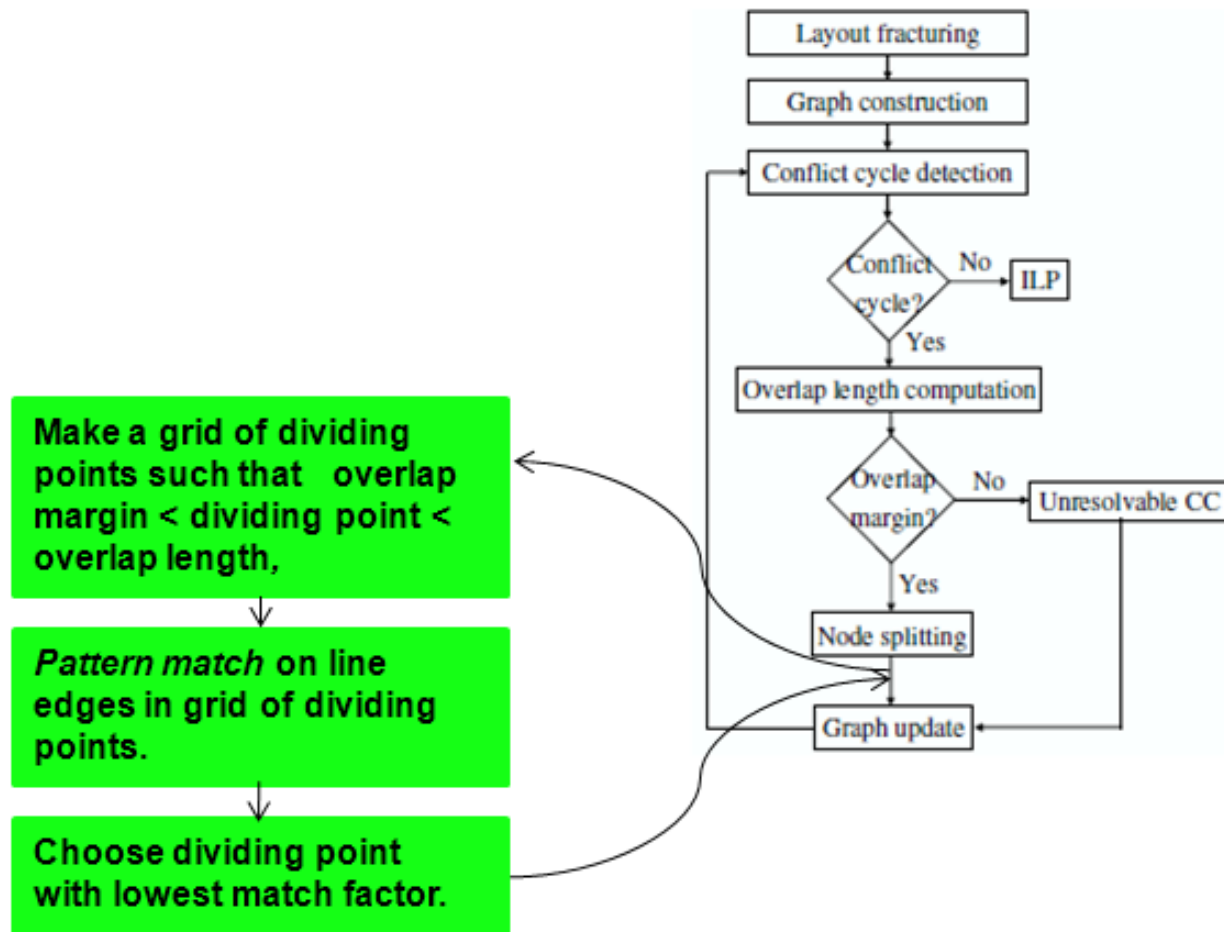 Layout fracturing
Graph construction
Conflict cycle detection
Conflict
cycle?
No
ILP
Yes
Overlap length computation
Overlap
margin?
No
Unresolvable CC
Yes
Node splitting
Graph update
Make a grid of dividing
points such that overlap
margin < dividing point <
overlap length,
Pattern match on line
edges in grid of dividing
points.
Choose dividing point
with lowest match factor.